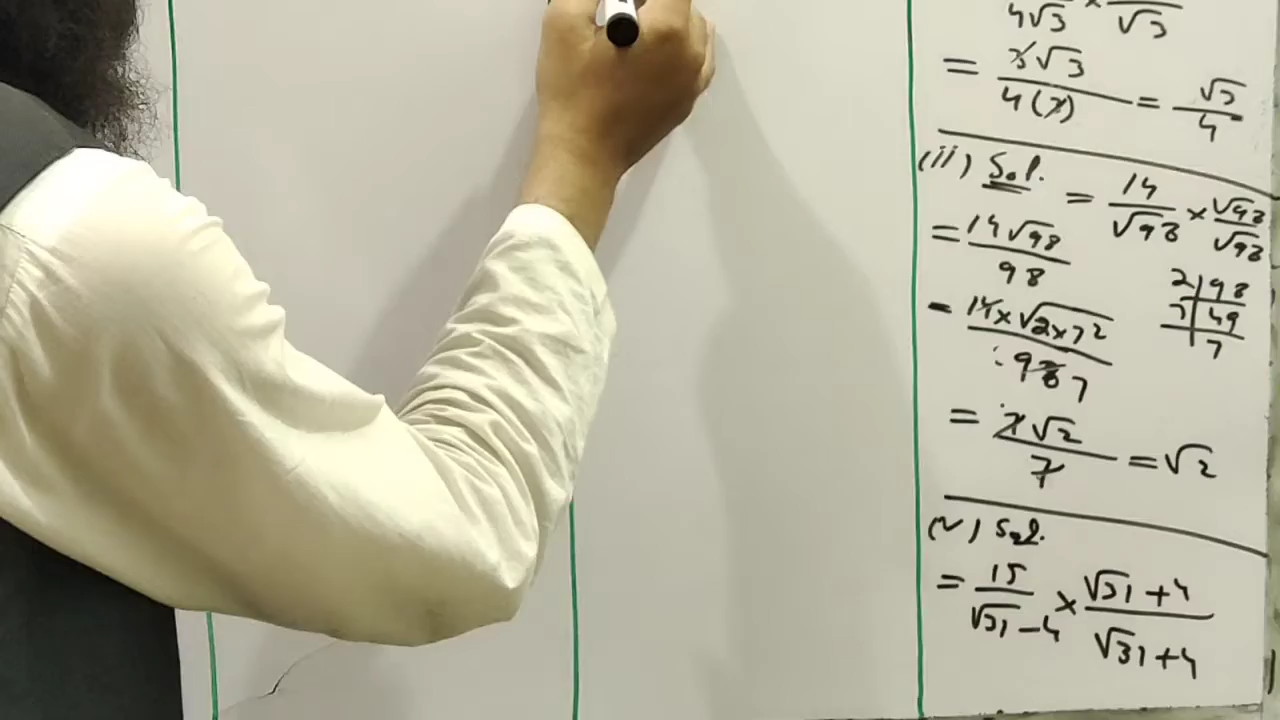 4√3 × √3
= 3√3 / 4(3) = √3 / 4
(ii) Sol. = 14/√98 × √98/√98
= 14√98 / 98
2 | 98
7 | 49
7
= 14×√2×7² / 98 7
= 7√2 / 7 = √2
(v) Sol.
= 15 / √31 - 4 × √31 + 4 / √31 + 4